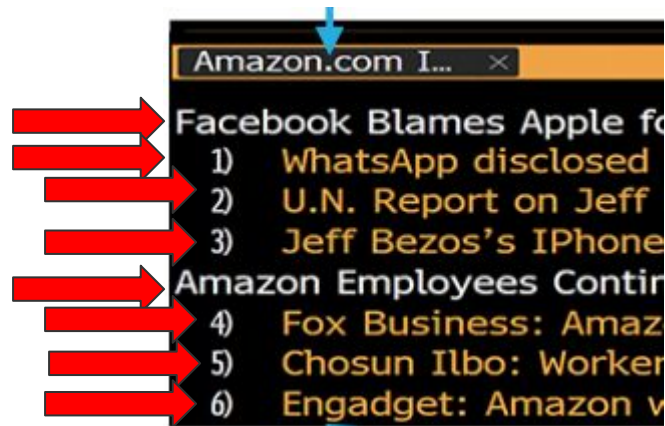 Amazon.com I... ×
Facebook Blames Apple fo
1) WhatsApp disclosed
2) U.N. Report on Jeff
3) Jeff Bezos's IPhone
Amazon Employees Contin
4) Fox Business: Amaz
5) Chosun Ilbo: Worker
6) Engadget: Amazon w